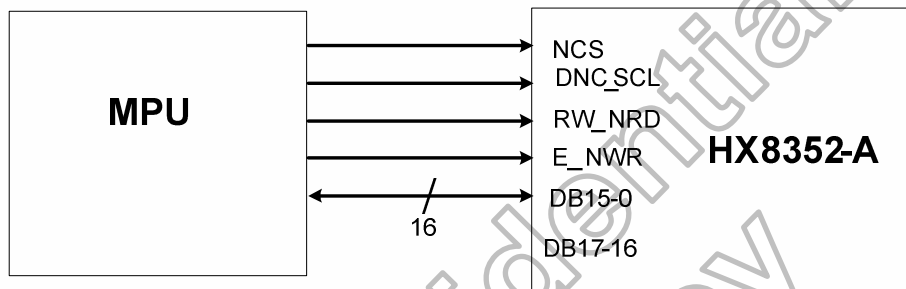 MPU
NCS
DNC_SCL
RW_NRD
E_NWR
DB15-0
16
DB17-16
HX8352-A